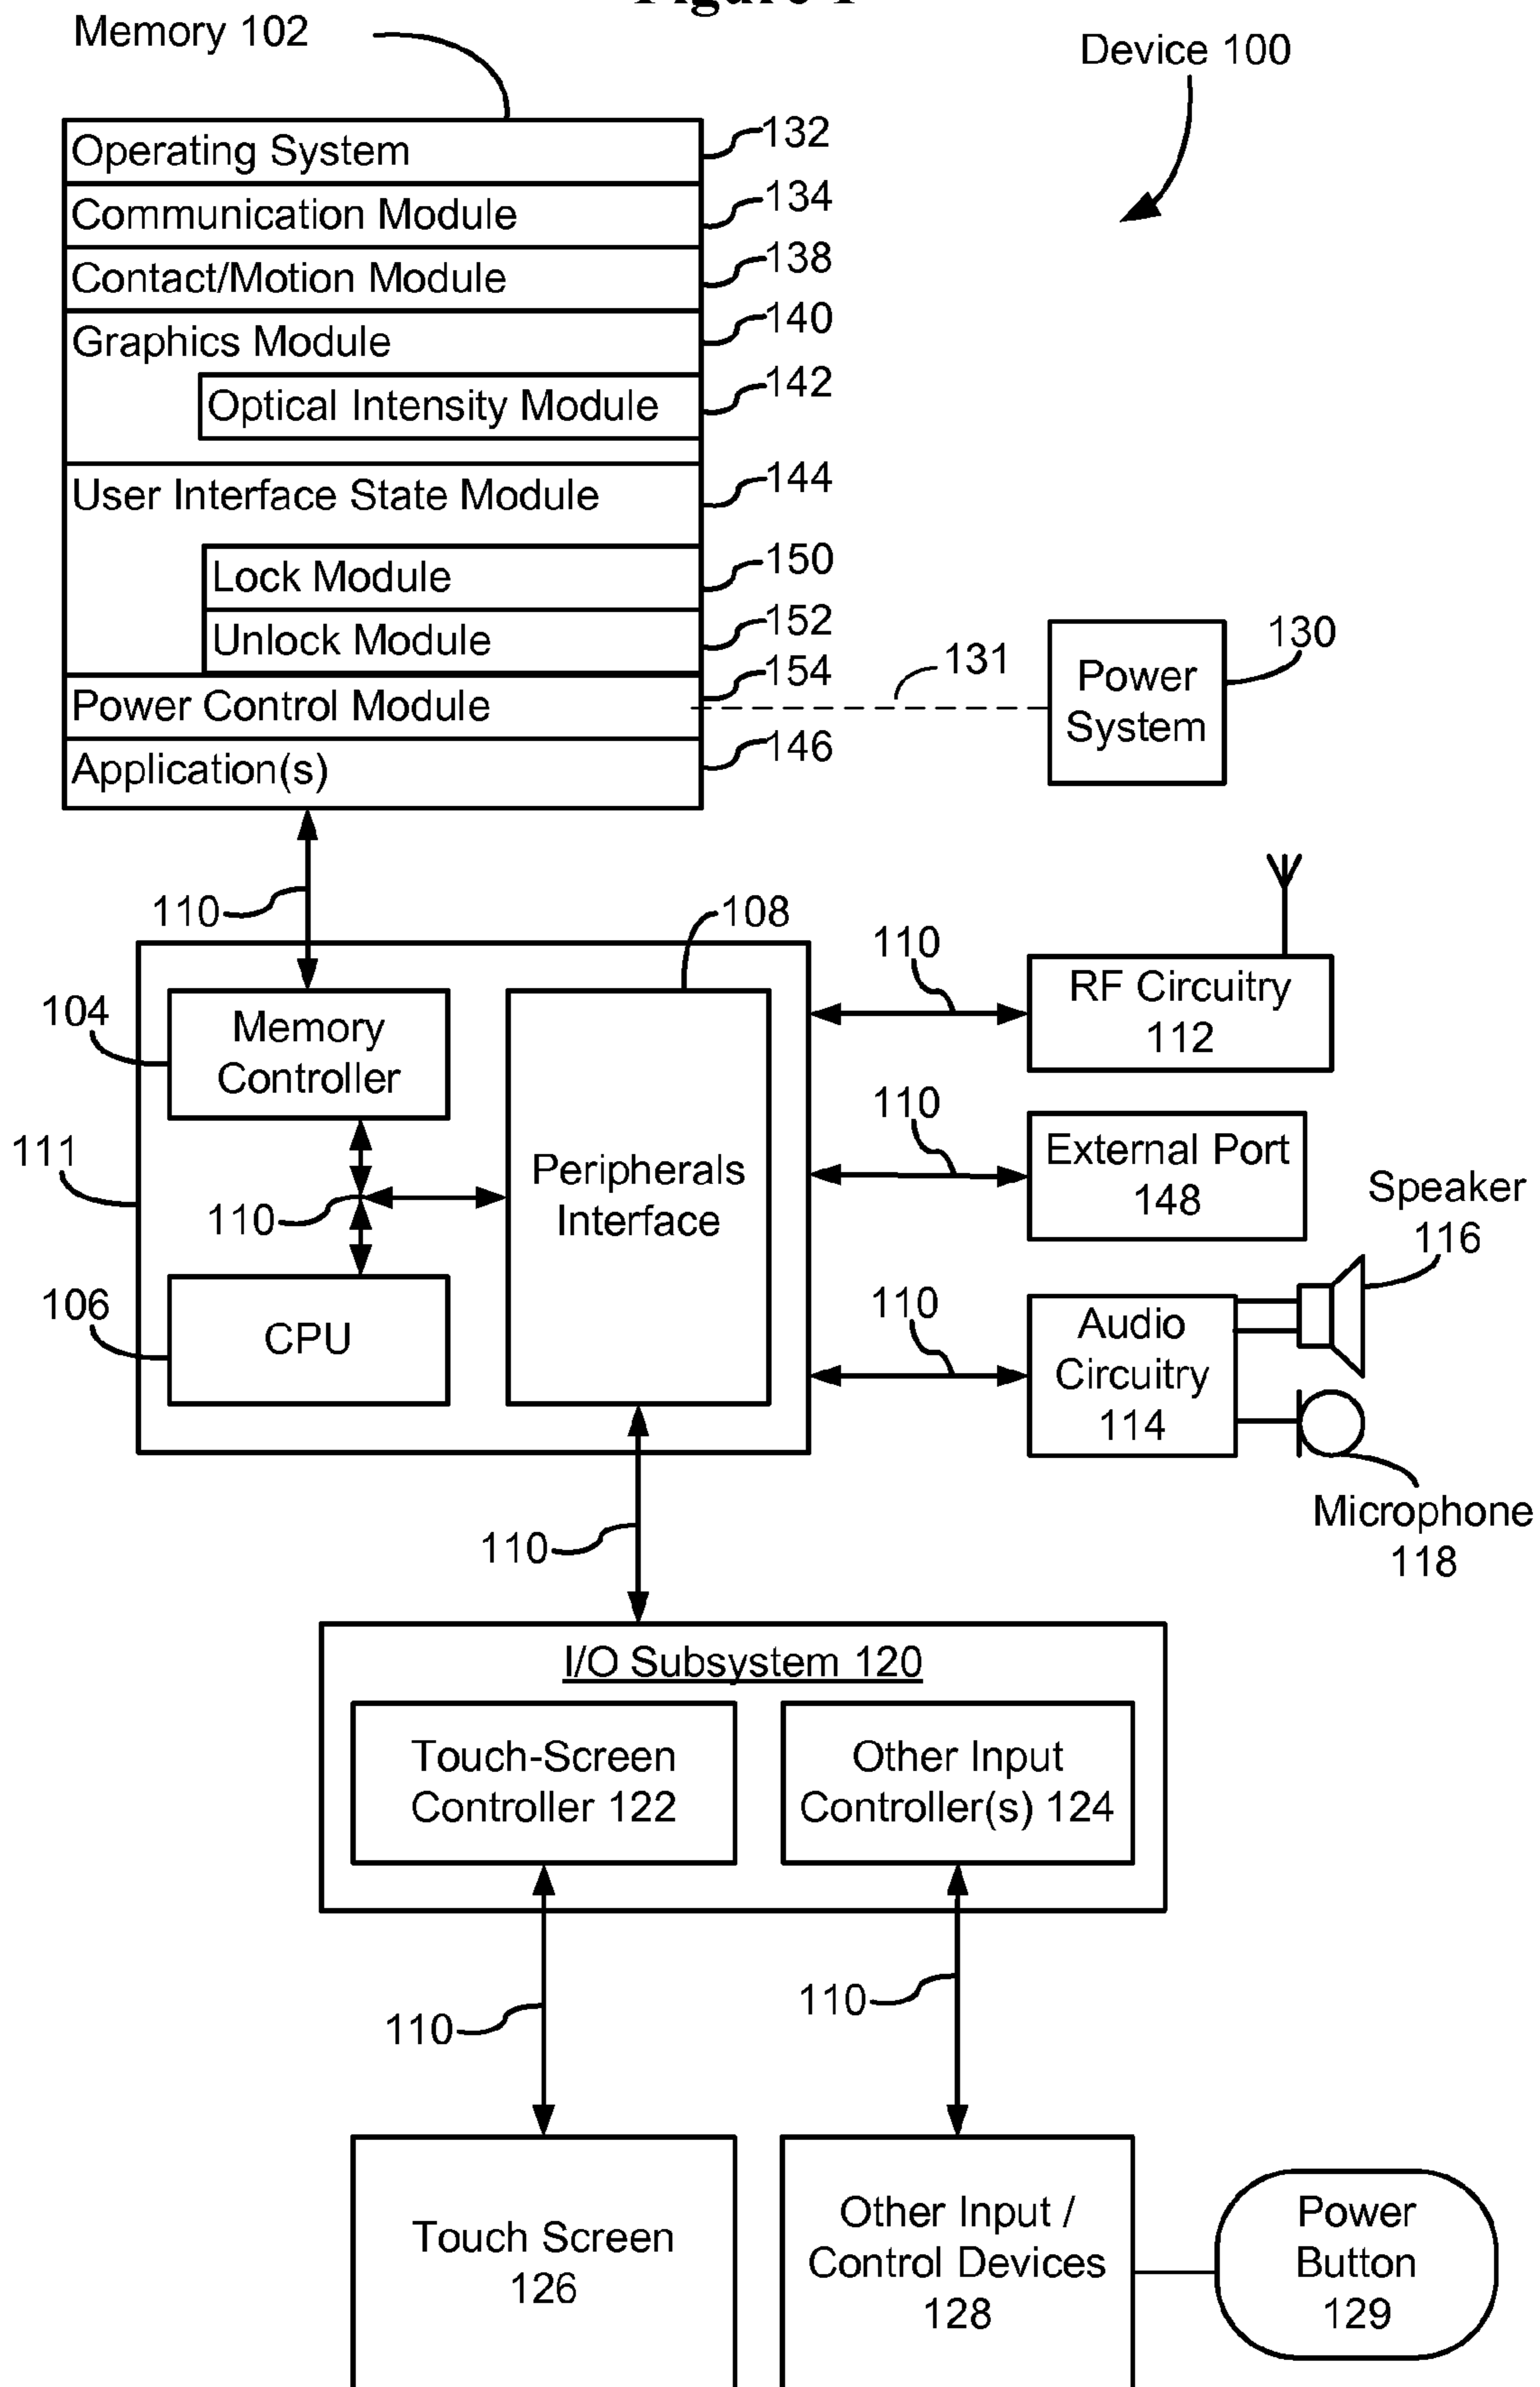 Figure 1
Memory 102
Device 100
Operating System
132
Communication Module
134
Contact/Motion Module
138
Graphics Module
140
Optical Intensity Module
142
User Interface State Module
144
Lock Module
150
Unlock Module
152
Power Control Module
154
131
Power
System
130
Application(s)
146
110
108
110
RF Circuitry
112
104
Memory
Controller
110
External Port
148
111
Peripherals
Interface
110
Speaker
116
106
CPU
110
Audio
Circuitry
114
Microphone
118
110
I/O Subsystem 120
Touch-Screen
Controller 122
Other Input
Controller(s) 124
110
110
Touch Screen
126
Other Input /
Control Devices
128
Power
Button
129